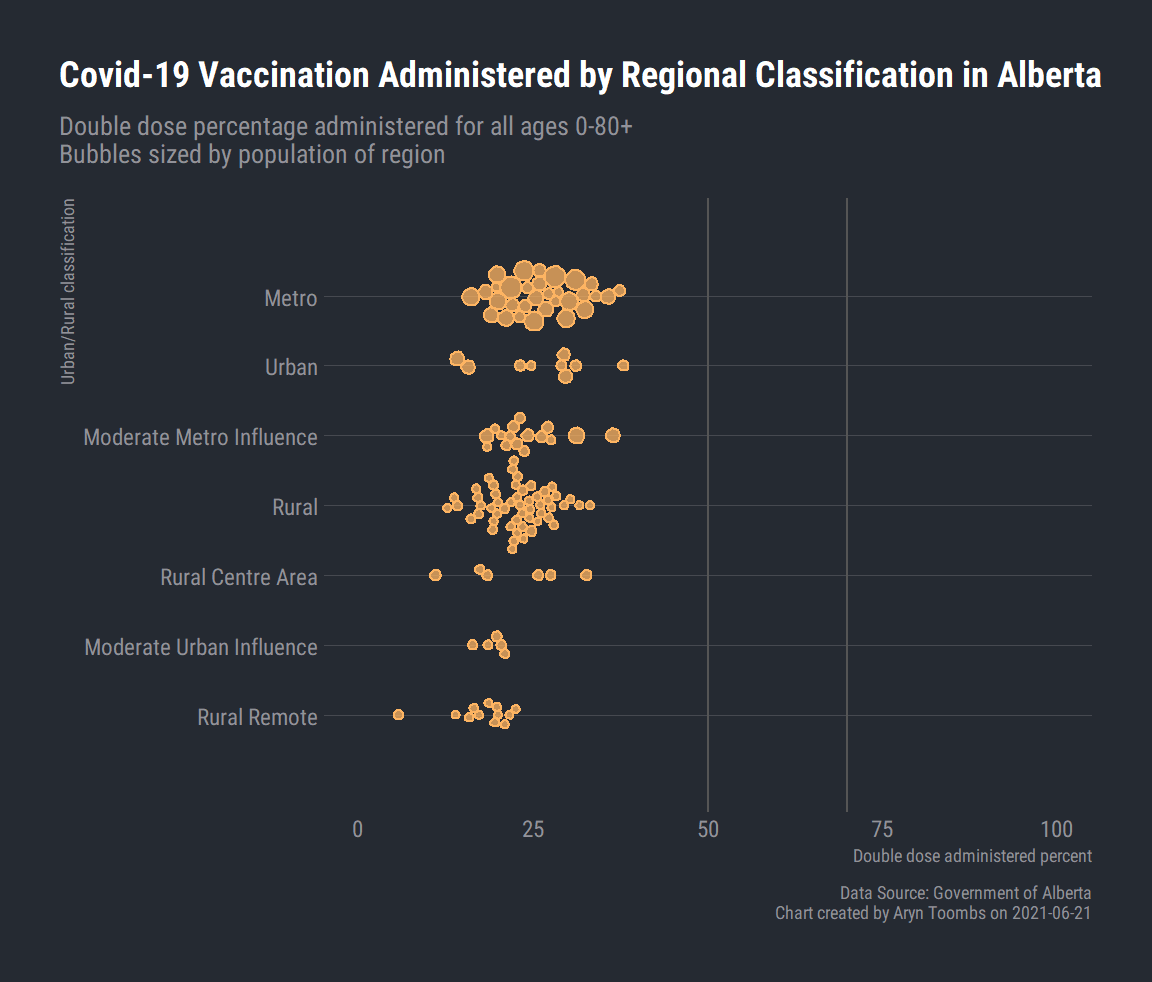 Covid-19 Vaccination Administered by Regional Classification in Alberta
Double dose percentage administered for all ages 0-80+
Bubbles sized by population of region
Urban/Rural classification
Metro
Urban
Moderate Metro Influence
Rural
Rural Centre Area
Moderate Urban Influence
Rural Remote
0 25 50 75 100
Double dose administered percent
Data Source: Government of Alberta
Chart created by Aryn Toombs on 2021-06-21